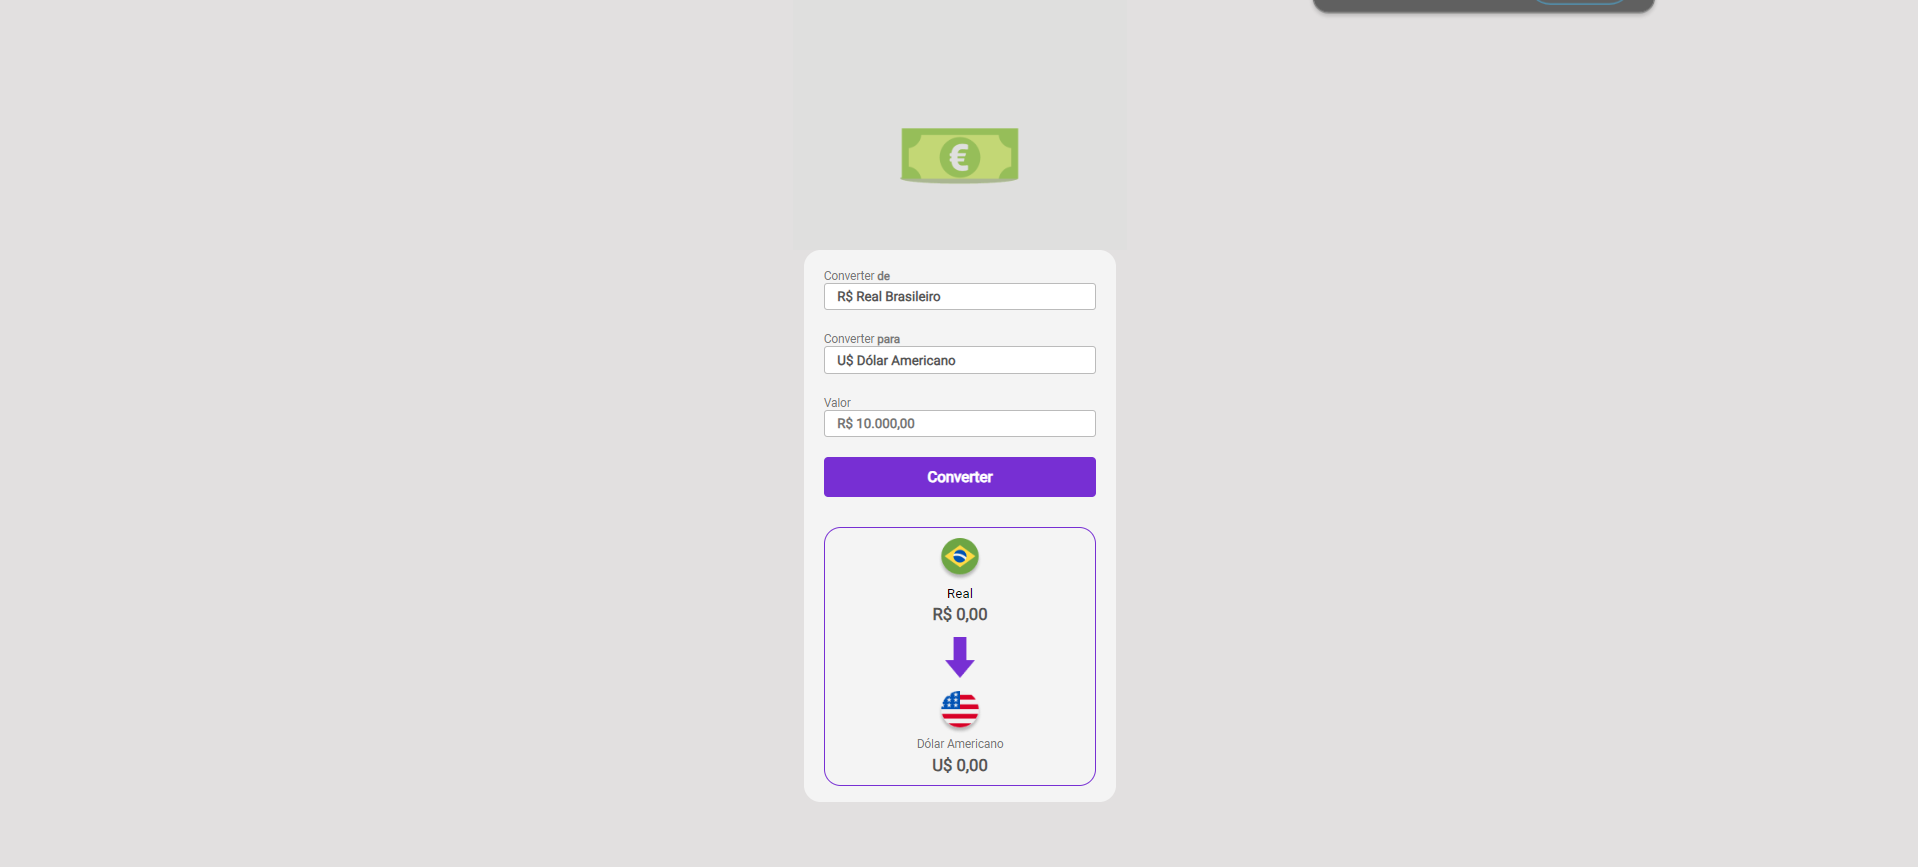 €
Converter de
R$ Real Brasileiro
Converter para
U$ Dólar Americano
Valor
R$ 10.000,00
Converter
Real
R$ 0,00
Dólar Americano
U$ 0,00